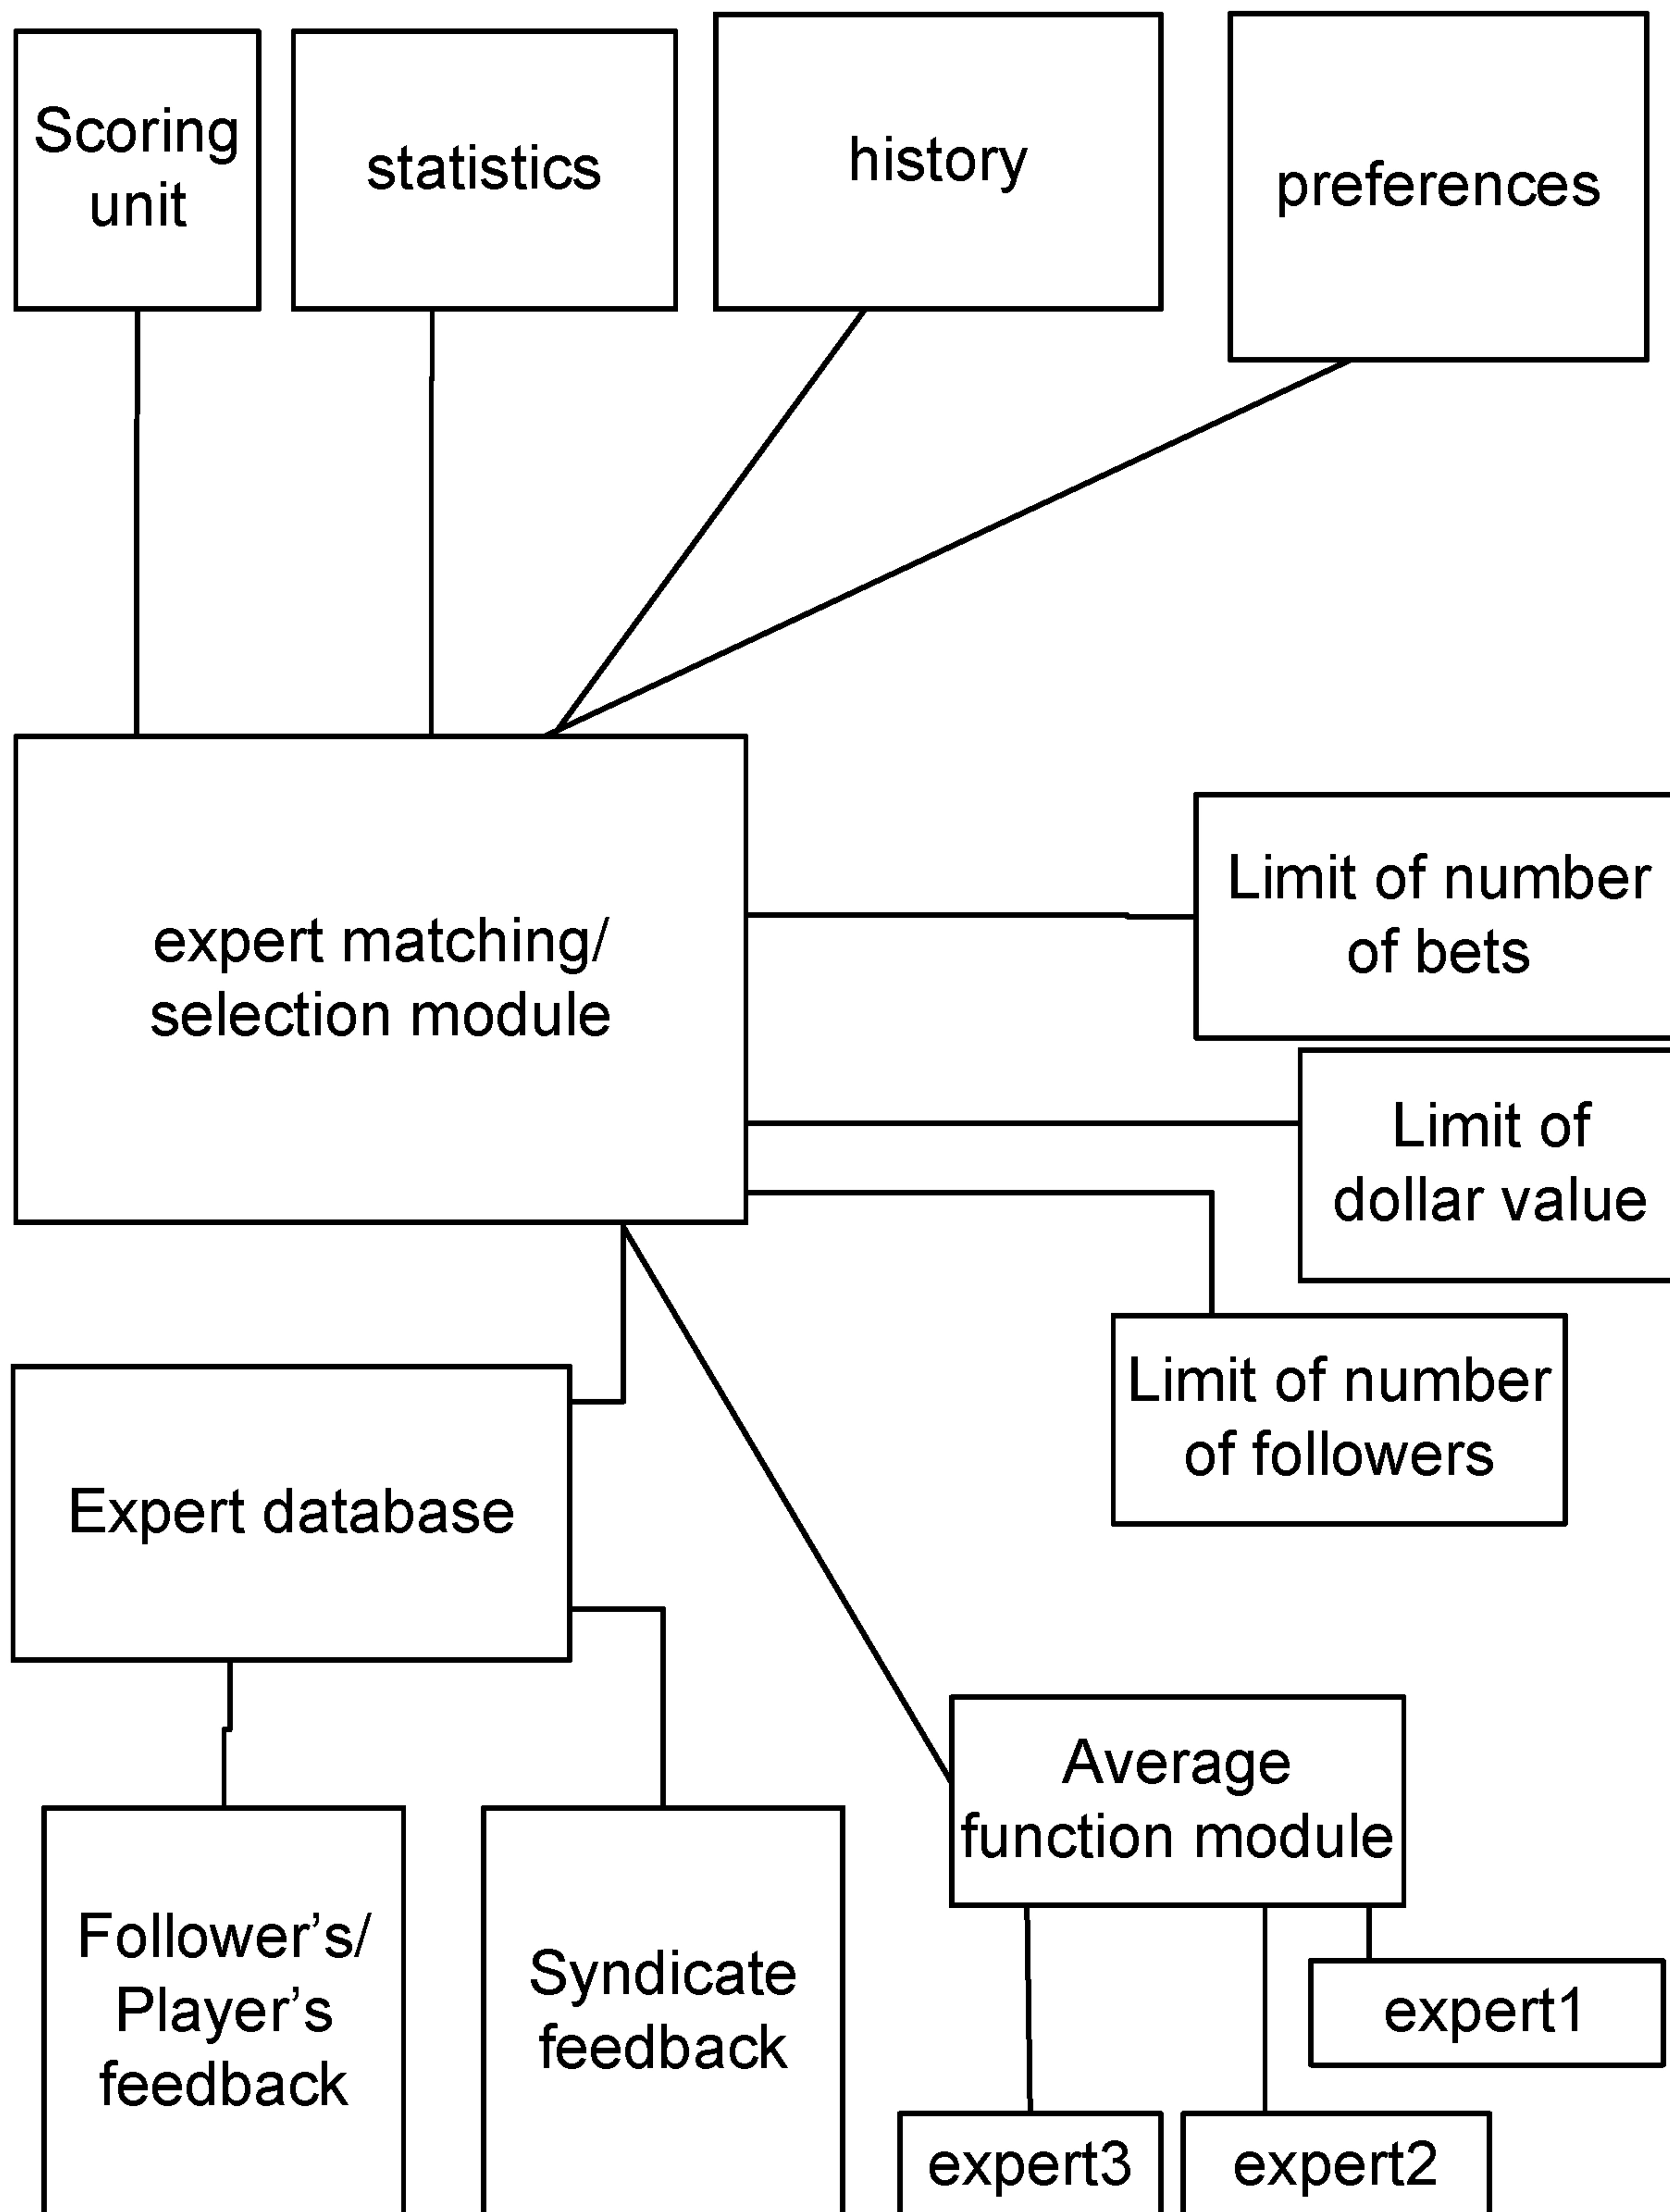 Scoring
unit
statistics
history
preferences
expert matching/
selection module
Limit of number
of bets
Limit of
dollar value
Limit of number
of followers
Expert database
Average
function module
Follower’s/
Player’s
feedback
Syndicate
feedback
expert1
expert3
expert2